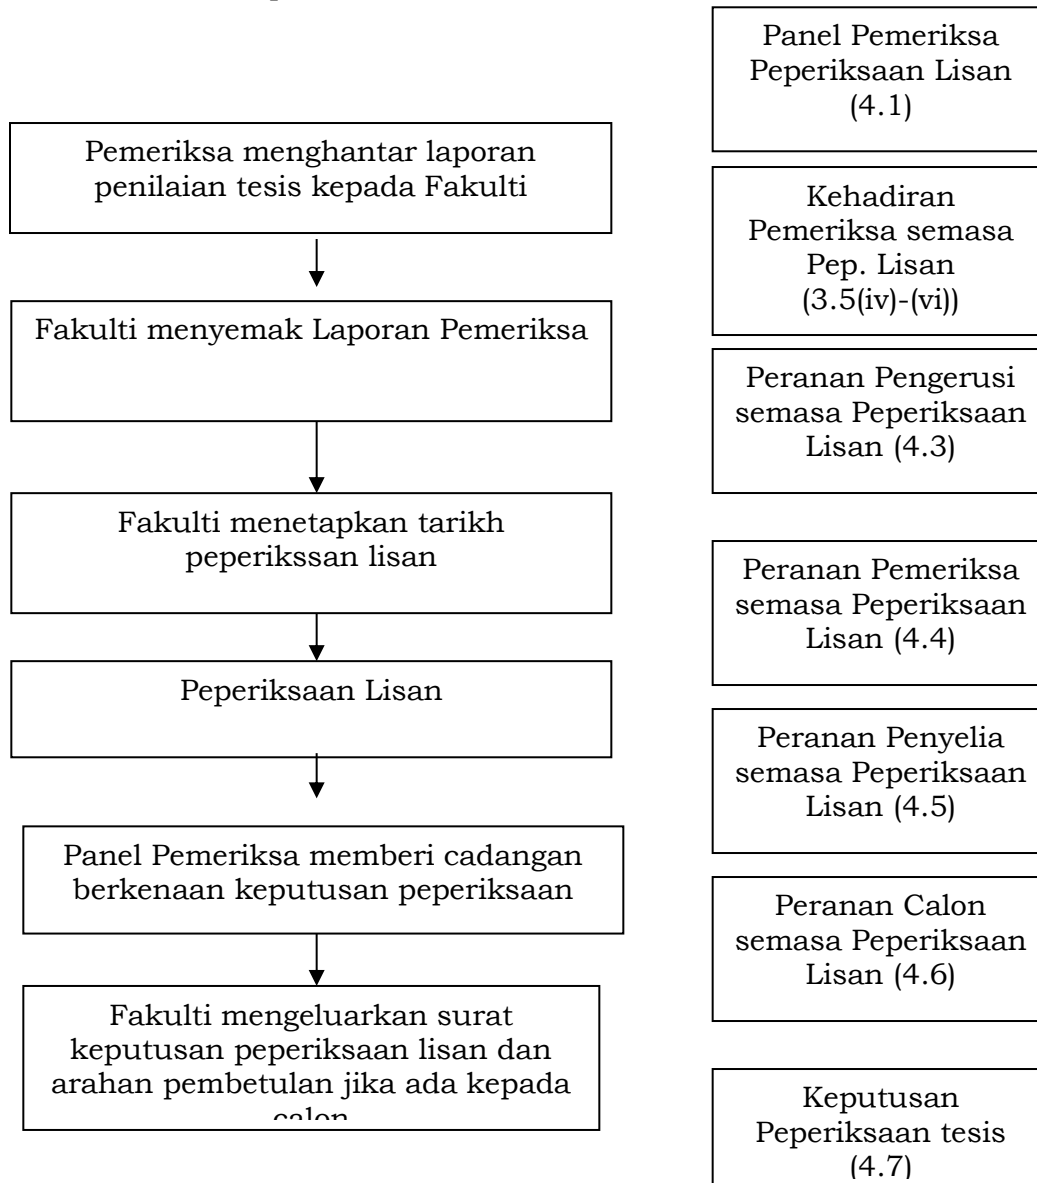 Pemeriksa menghantar laporan
penilaian tesis kepada Fakulti
Fakulti menyemak Laporan Pemeriksa
Fakulti menetapkan tarikh
peperikssan lisan
Peperiksaan Lisan
Panel Pemeriksa memberi cadangan
berkenaan keputusan peperiksaan
Fakulti mengeluarkan surat
keputusan peperiksaan lisan dan
arahan pembetulan jika ada kepada
calon
Panel Pemeriksa
Peperiksaan Lisan
(4.1)
Kehadiran
Pemeriksa semasa
Pep. Lisan
(3.5(iv)-(vi))
Peranan Pengerusi
semasa Peperiksaan
Lisan (4.3)
Peranan Pemeriksa
semasa Peperiksaan
Lisan (4.4)
Peranan Penyelia
semasa Peperiksaan
Lisan (4.5)
Peranan Calon
semasa Peperiksaan
Lisan (4.6)
Keputusan
Peperiksaan tesis
(4.7)